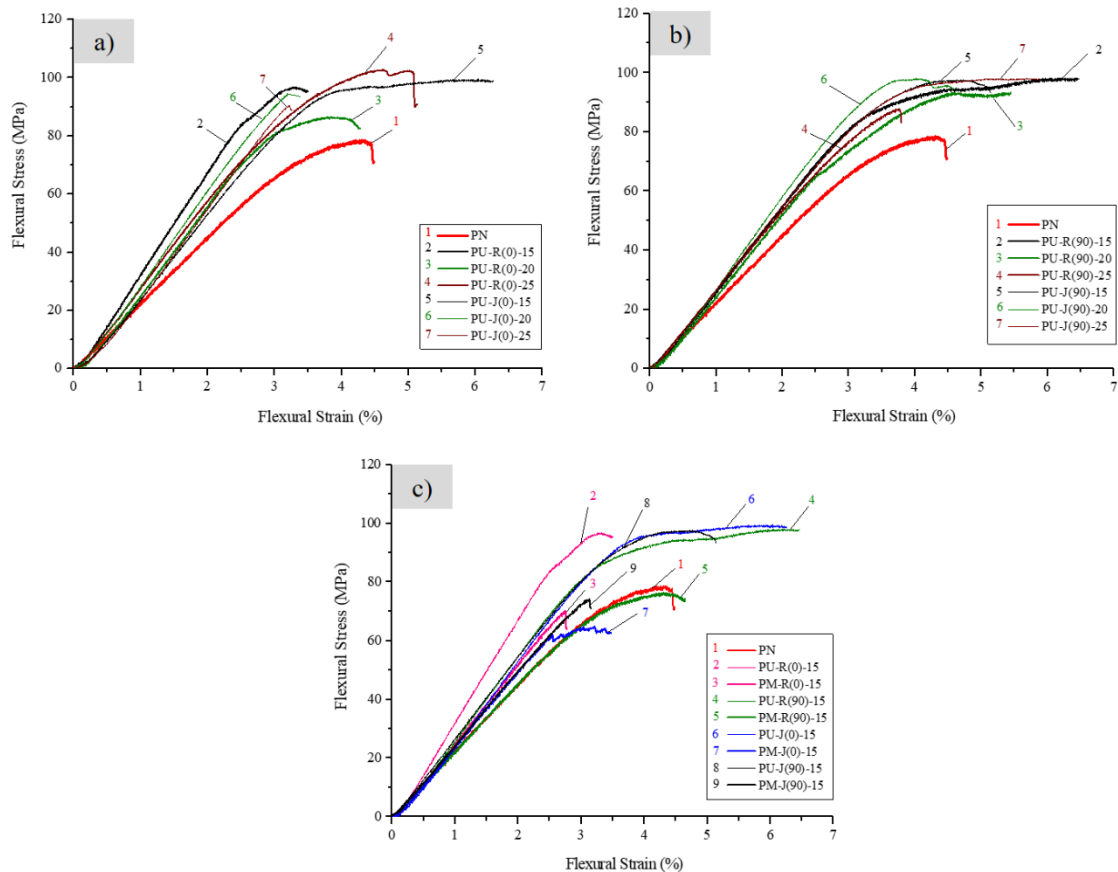 a)
Flexural Stress (MPa)
120
100
80
60
40
20
0
0 1 2 3 4 5 6 7
Flexural Strain (%)
1
2
3
4
5
6
7
1 PN
2 PU-R(0)-15
3 PU-R(0)-20
4 PU-R(0)-25
5 PU-J(0)-15
6 PU-J(0)-20
7 PU-J(0)-25
b)
Flexural Stress (MPa)
120
100
80
60
40
20
0
0 1 2 3 4 5 6 7
Flexural Strain (%)
1
2
3
4
5
6
7
1 PN
2 PU-R(90)-15
3 PU-R(90)-20
4 PU-R(90)-25
5 PU-J(90)-15
6 PU-J(90)-20
7 PU-J(90)-25
c)
Flexural Stress (MPa)
120
100
80
60
40
20
0
0 1 2 3 4 5 6 7
Flexural Strain (%)
1
2
3
4
5
6
7
8
9
1 PN
2 PU-R(0)-15
3 PM-R(0)-15
4 PU-R(90)-15
5 PM-R(90)-15
6 PU-J(0)-15
7 PM-J(0)-15
8 PU-J(90)-15
9 PM-J(90)-15